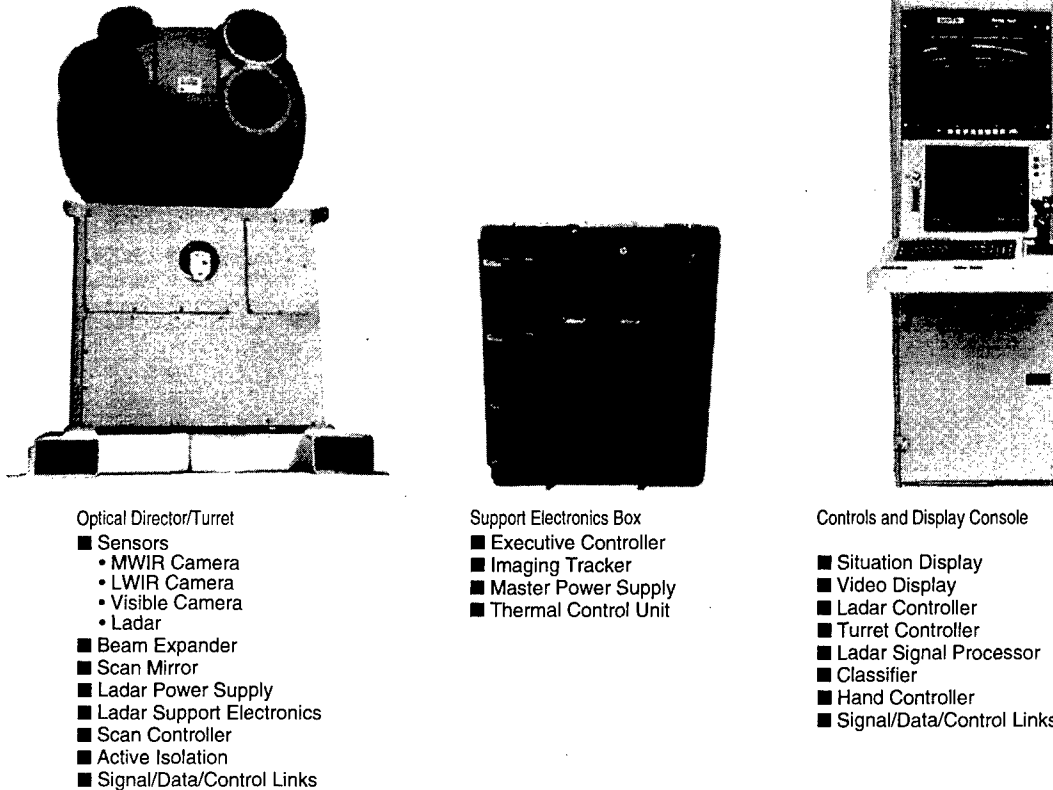 Optical Director/Turret
■ Sensors
• MWIR Camera
• LWIR Camera
• Visible Camera
• Ladar
■ Beam Expander
■ Scan Mirror
■ Ladar Power Supply
■ Ladar Support Electronics
■ Scan Controller
■ Active Isolation
■ Signal/Data/Control Links
Support Electronics Box
■ Executive Controller
■ Imaging Tracker
■ Master Power Supply
■ Thermal Control Unit
Controls and Display Console
■ Situation Display
■ Video Display
■ Ladar Controller
■ Turret Controller
■ Ladar Signal Processor
■ Classifier
■ Hand Controller
■ Signal/Data/Control Links